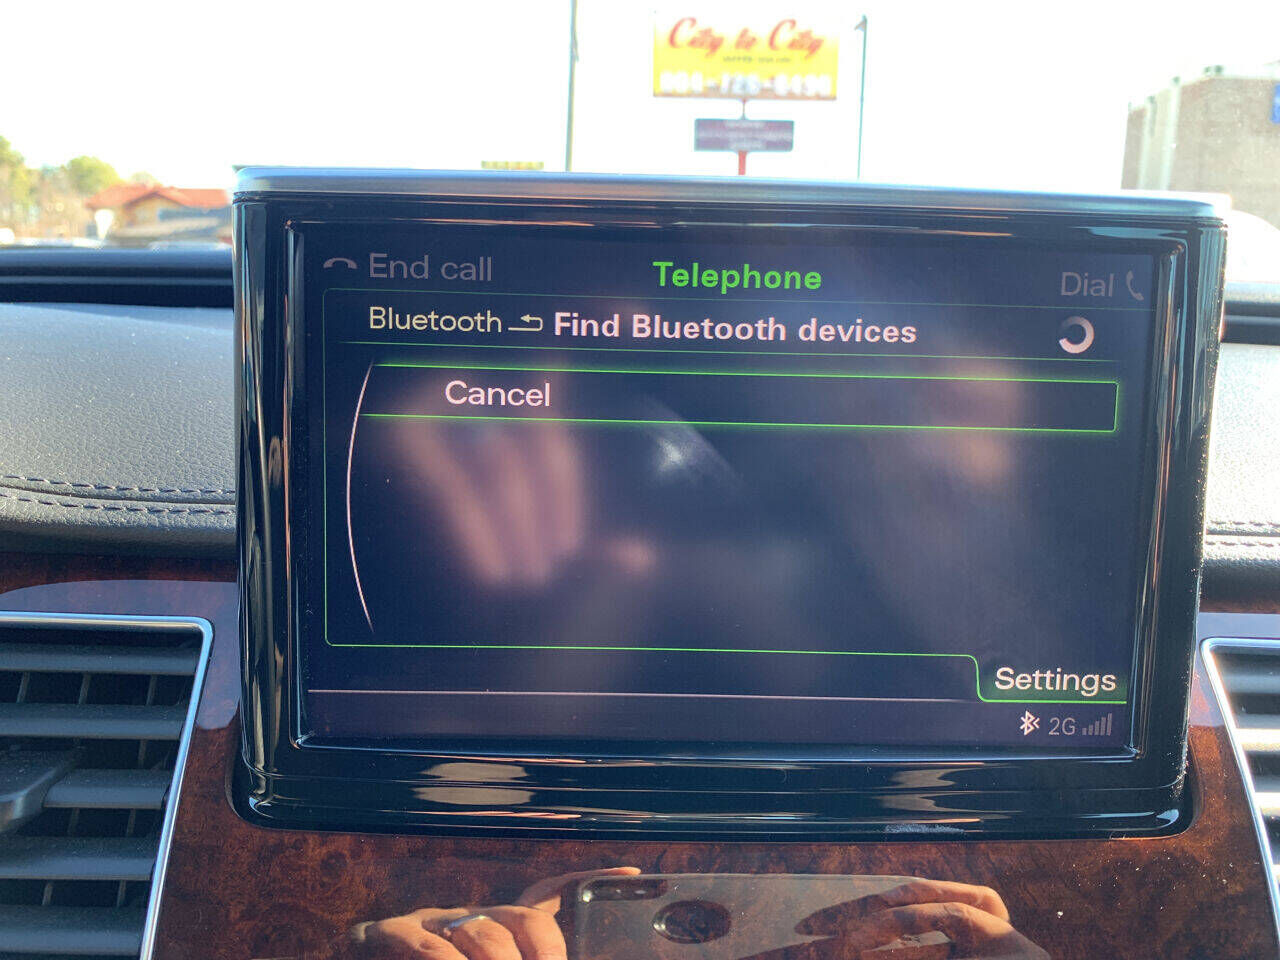 City to City
End call
Telephone
Dial
Bluetooth
Find Bluetooth devices
Cancel
Settings
2G